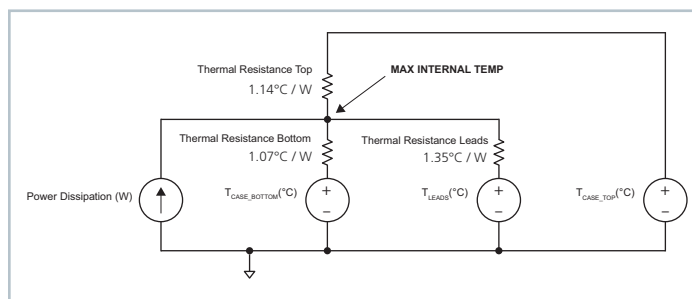 Thermal Resistance Top
1.14°C / W
MAX INTERNAL TEMP
Thermal Resistance Bottom
1.07°C / W
Thermal Resistance Leads
1.35°C / W
Power Dissipation (W)
T_CASE_BOTTOM(°C)
+
–
T_LEADS(°C)
+
–
T_CASE_TOP(°C)
+
–